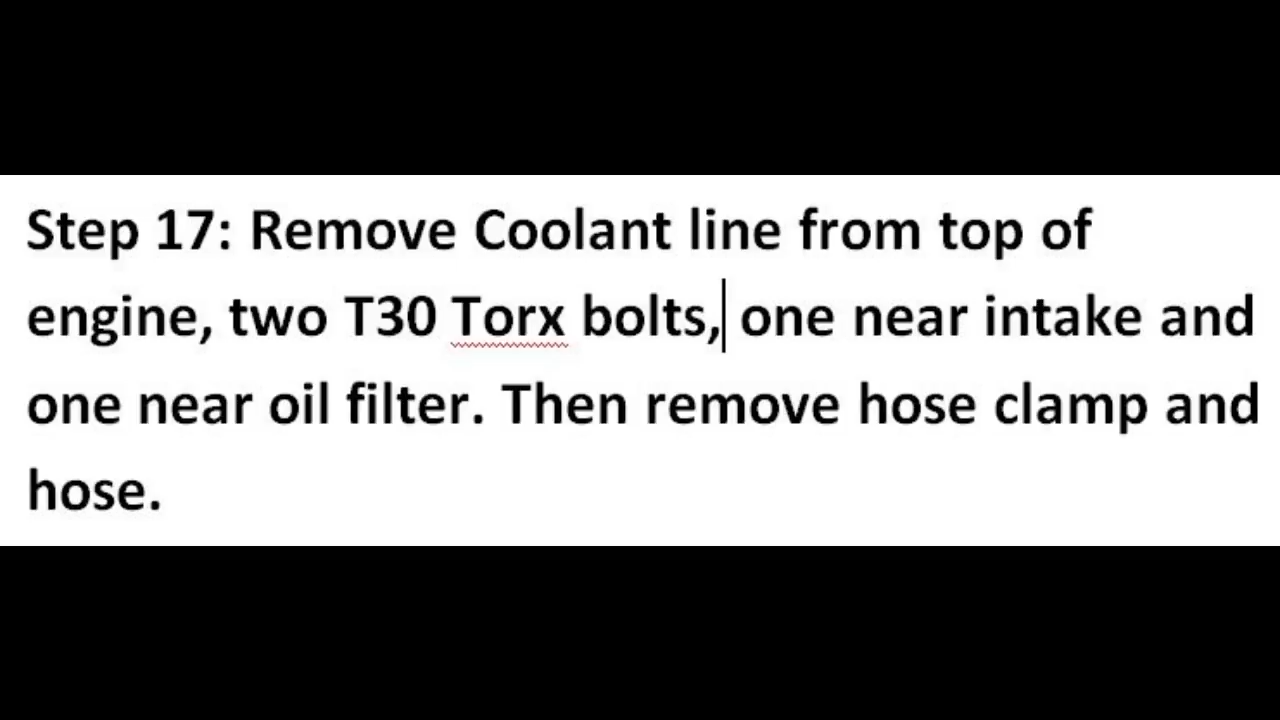 Step 17: Remove Coolant line from top of
engine, two T30 Torx bolts, one near intake and
one near oil filter. Then remove hose clamp and
hose.